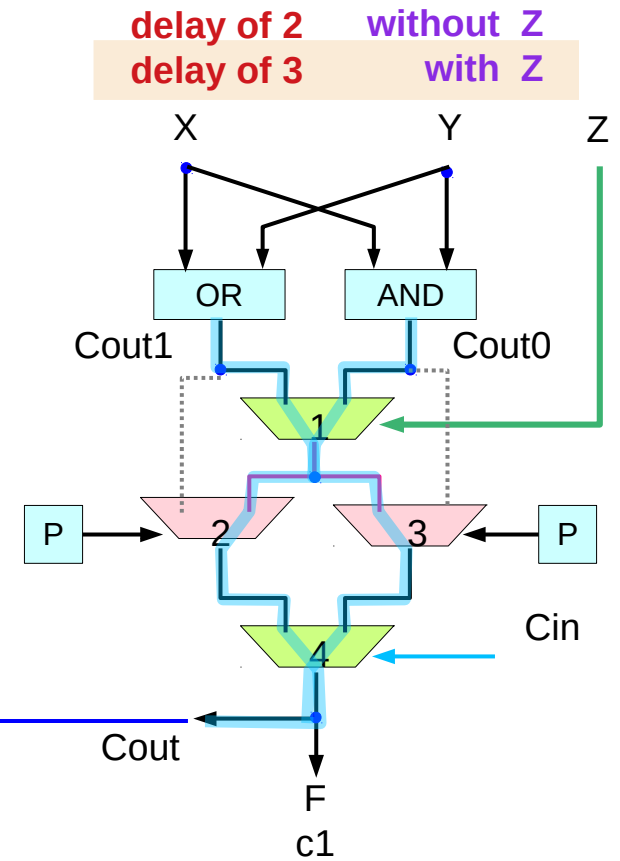 delay of 2 without Z
delay of 3 with Z
X Y Z
OR AND
Cout1 Cout0
1
P 2 3 P
Cin
4
Cout
F
c1